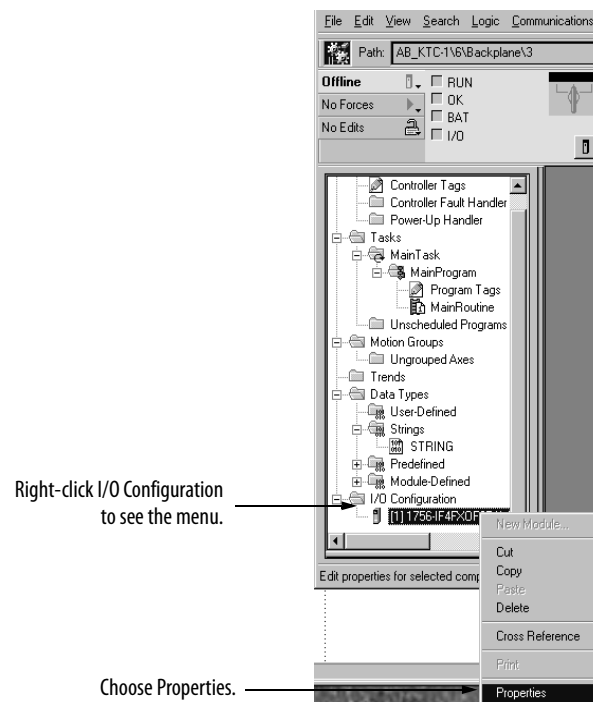 File Edit View Search Logic Communications
Path: AB_KTC-1\6\Backplane\3
Offline
RUN
No Forces
OK
No Edits
BAT
I/O
Controller Tags
Controller Fault Handler
Power-Up Handler
Tasks
MainTask
MainProgram
Program Tags
MainRoutine
Unscheduled Programs
Motion Groups
Ungrouped Axes
Trends
Data Types
User-Defined
Strings
STRING
Predefined
Module-Defined
Right-click I/O Configuration
to see the menu.
I/O Configuration
[1]
New Module...
Cut
Copy
Paste
Delete
Cross Reference
Print
Properties
Edit properties for selected
Choose Properties.